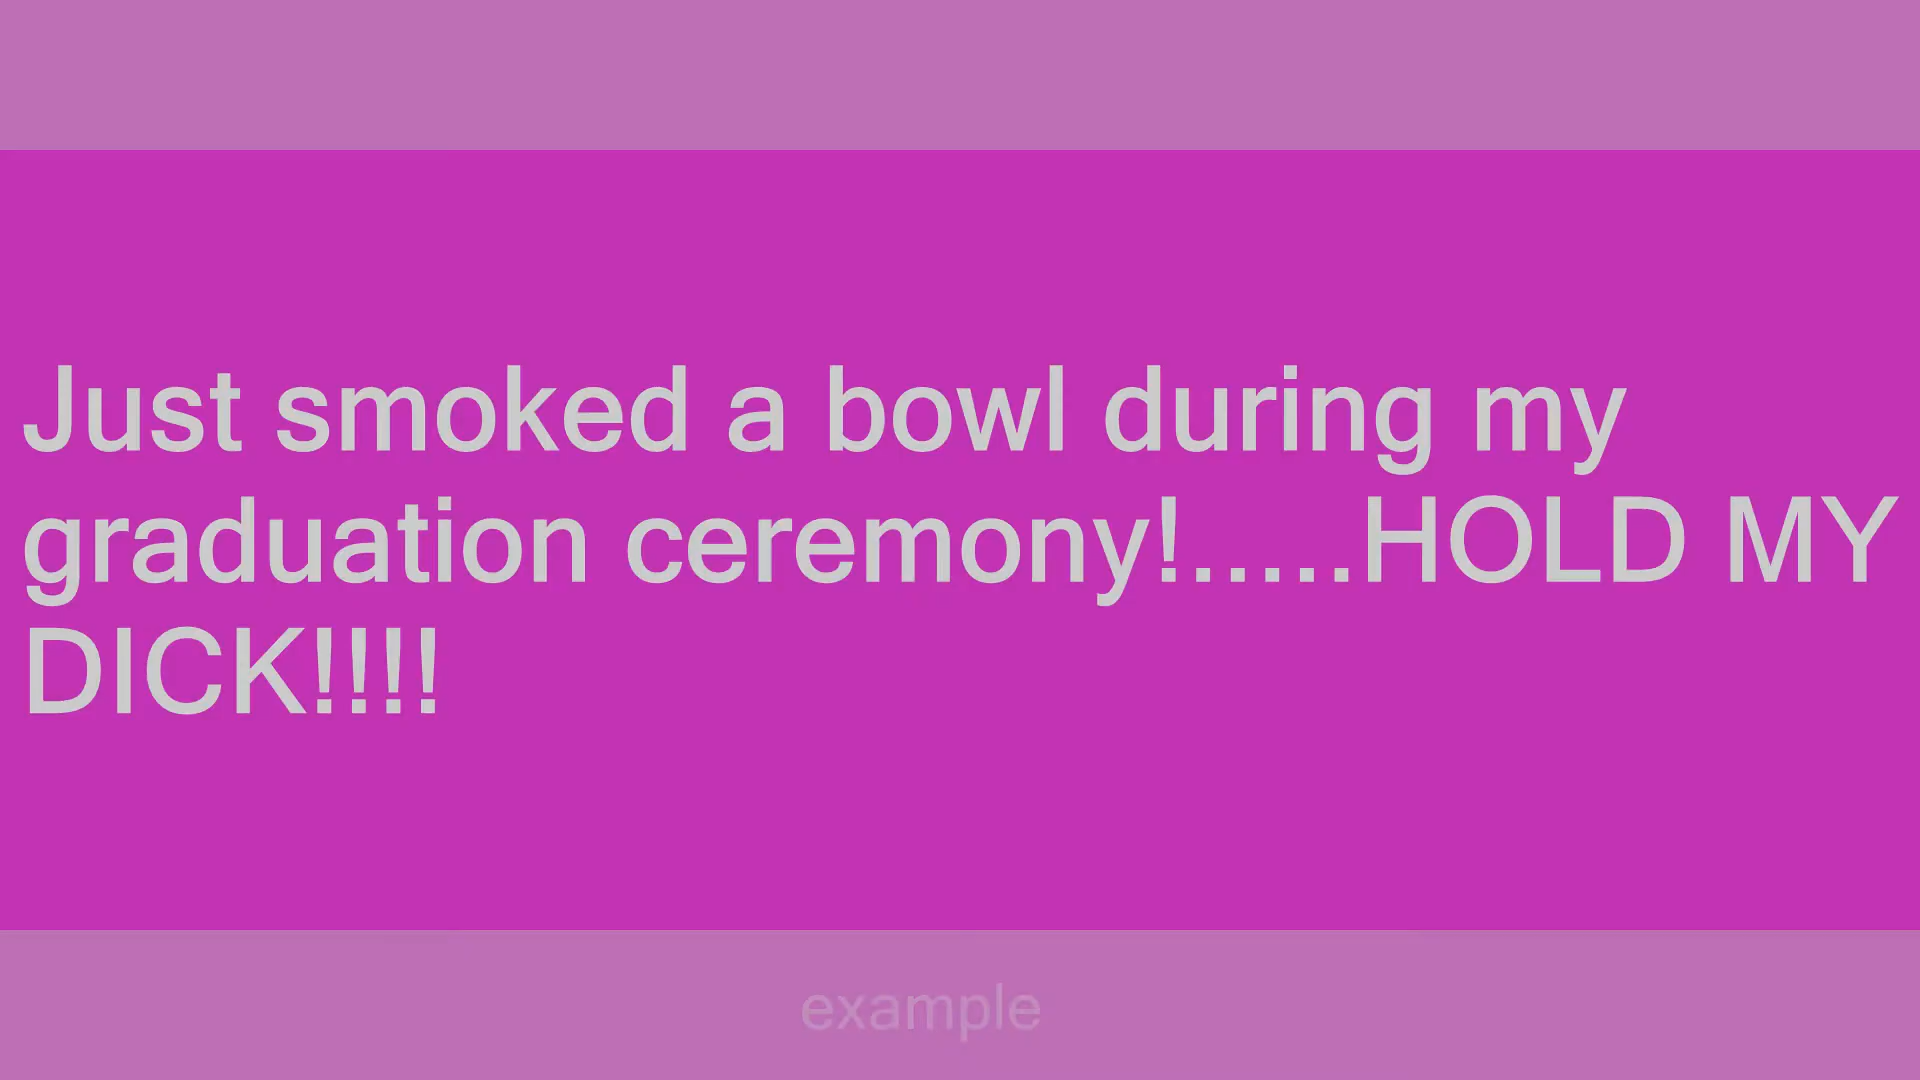 Just smoked a bowl during my
graduation ceremony!.....HOLD MY
DICK!!!!
example